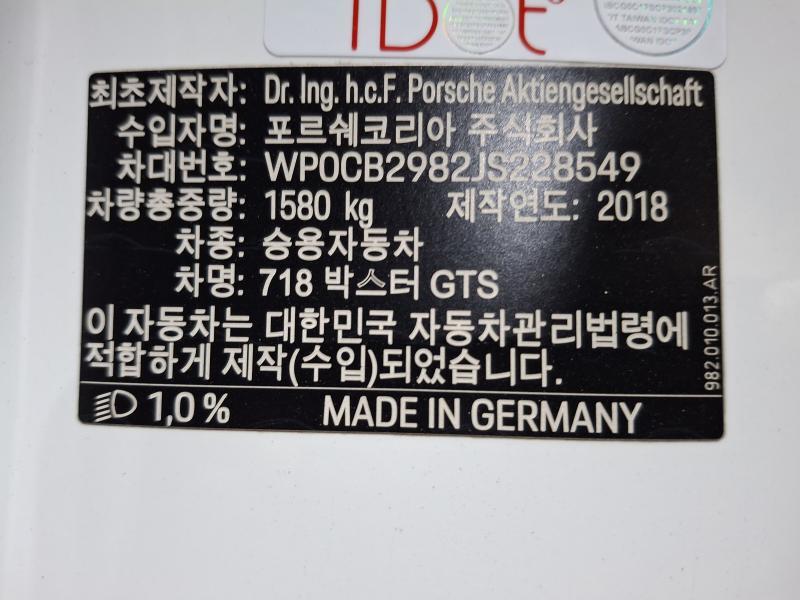 최초제작자: Dr. Ing. h.c.F. Porsche Aktiengesellschaft
수입자명: 포르쉐코리아 주식회사
차대번호: WP0CB2982JS228549
차량총중량: 1580 kg 제작연도: 2018
차종: 승용자동차
차명: 718 박스터 GTS
이 자동차는 대한민국 자동차관리법령에
적합하게 제작(수입)되었습니다.
982.010.013.AR
1,0 % MADE IN GERMANY